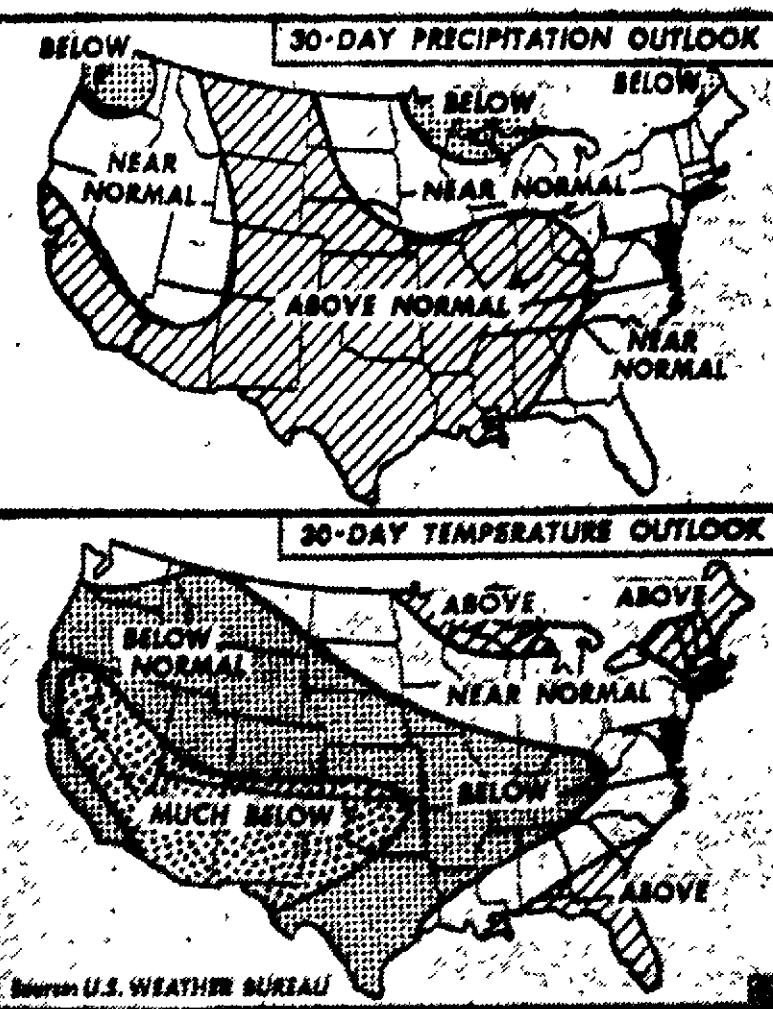 30-DAY PRECIPITATION OUTLOOK
BELOW
BELOW
BELOW
NEAR
NORMAL
NEAR NORMAL
ABOVE NORMAL
NEAR
NORMAL
30-DAY TEMPERATURE OUTLOOK
ABOVE
ABOVE
BELOW
NORMAL
NEAR NORMAL
MUCH BELOW
BELOW
ABOVE
Source: U.S. WEATHER BUREAU